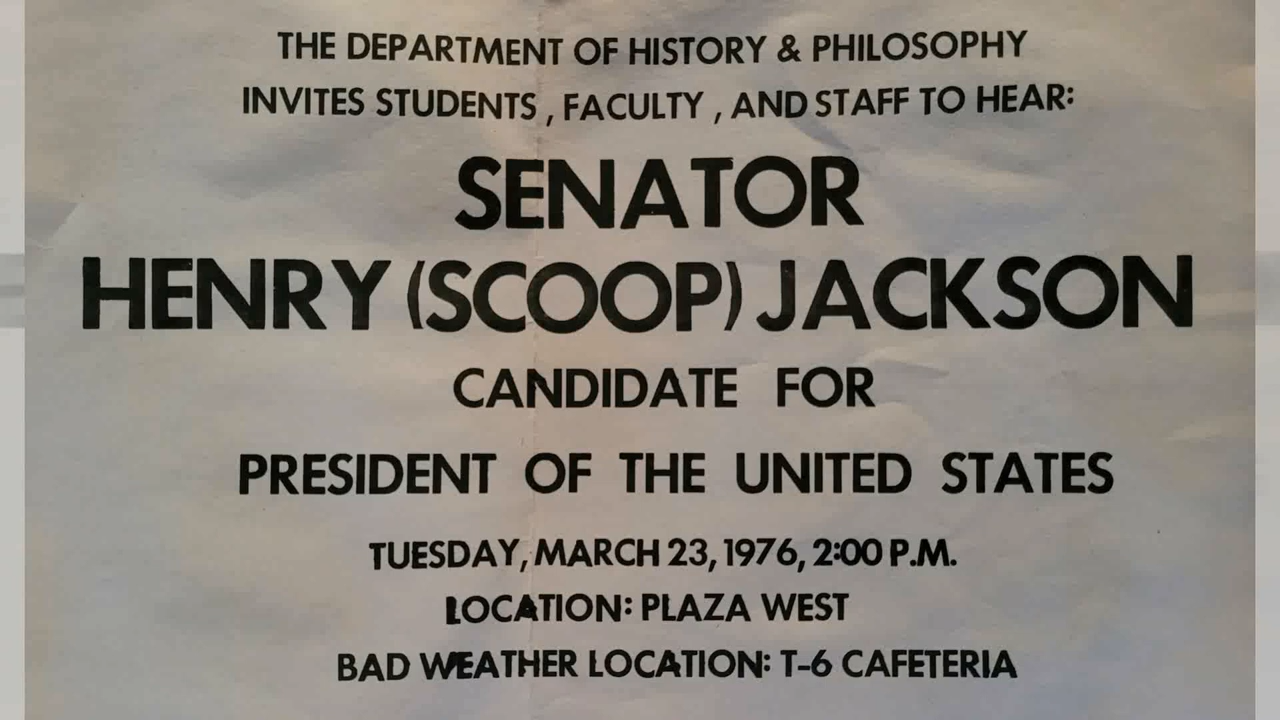 THE DEPARTMENT OF HISTORY & PHILOSOPHY
INVITES STUDENTS, FACULTY, AND STAFF TO HEAR:
SENATOR
HENRY (SCOOP) JACKSON
CANDIDATE FOR
PRESIDENT OF THE UNITED STATES
TUESDAY, MARCH 23, 1976, 2:00 P.M.
LOCATION: PLAZA WEST
BAD WEATHER LOCATION: T-6 CAFETERIA